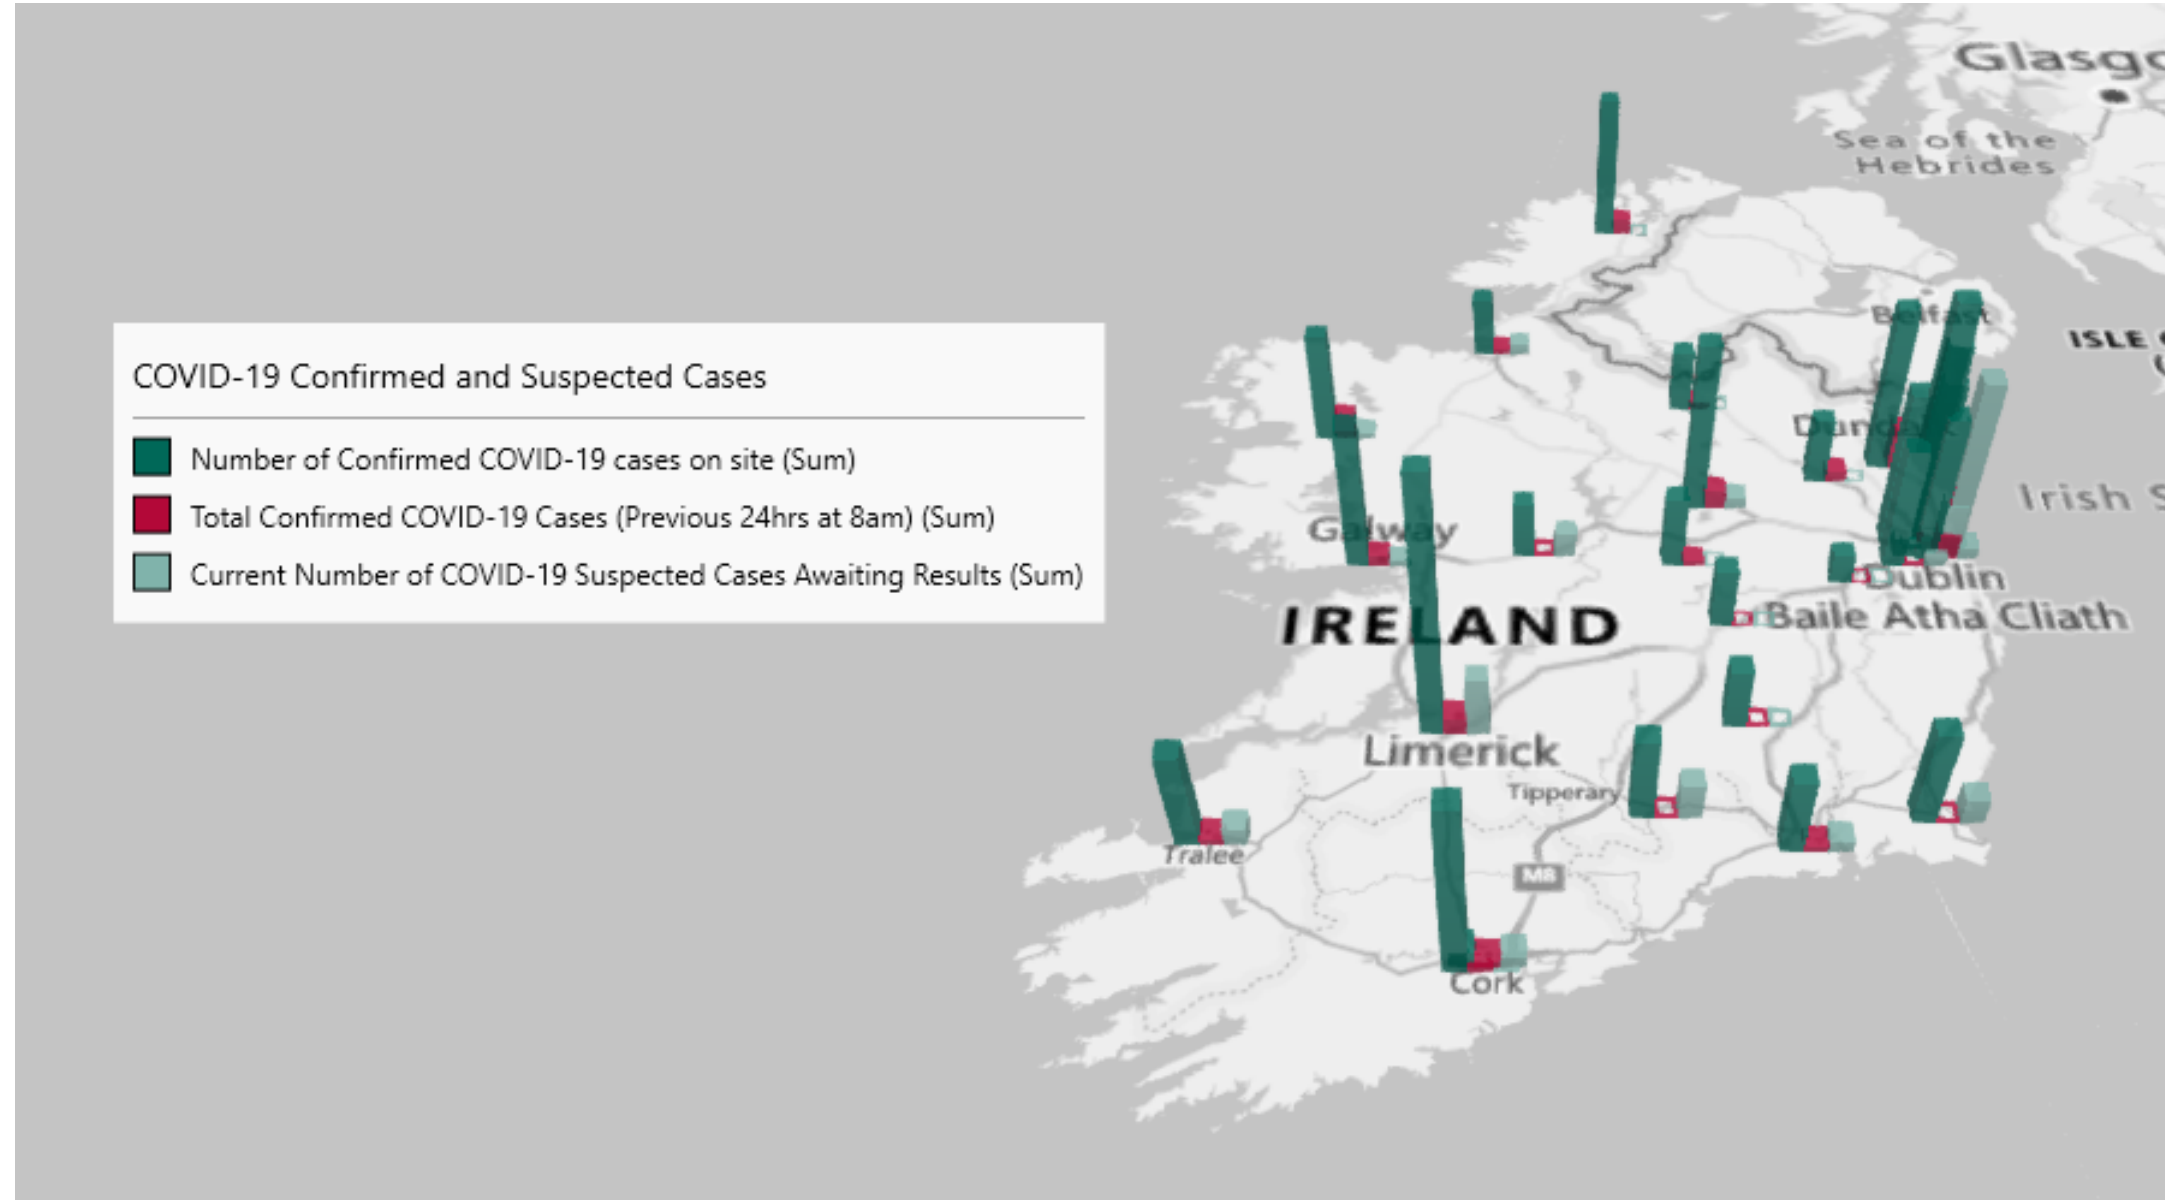 Glasgo
Sea of the
Hebrides
Belfast
ISLE
COVID-19 Confirmed and Suspected Cases
Number of Confirmed COVID-19 cases on site (Sum)
Total Confirmed COVID-19 Cases (Previous 24hrs at 8am) (Sum)
Current Number of COVID-19 Suspected Cases Awaiting Results (Sum)
Irish S
Galway
Dublin
IRELAND
Baile Atha Cliath
Limerick
Tipperary
Tralee
M8
Cork